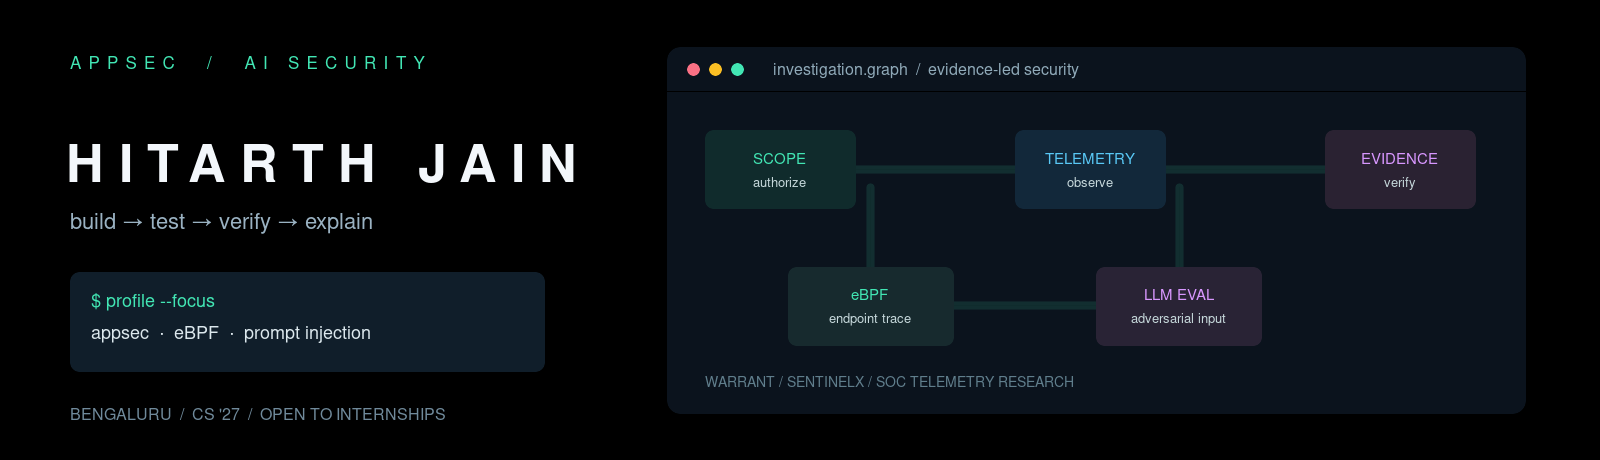 APPSEC / AI SECURITY
HITARTH JAIN
build → test → verify → explain
$ profile --focus
appsec · eBPF · prompt injection
BENGALURU / CS '27 / OPEN TO INTERNSHIPS
investigation.graph / evidence-led security
SCOPE
authorize
TELEMETRY
observe
EVIDENCE
verify
eBPF
endpoint trace
LLM EVAL
adversarial input
WARRANT / SENTINELX / SOC TELEMETRY RESEARCH